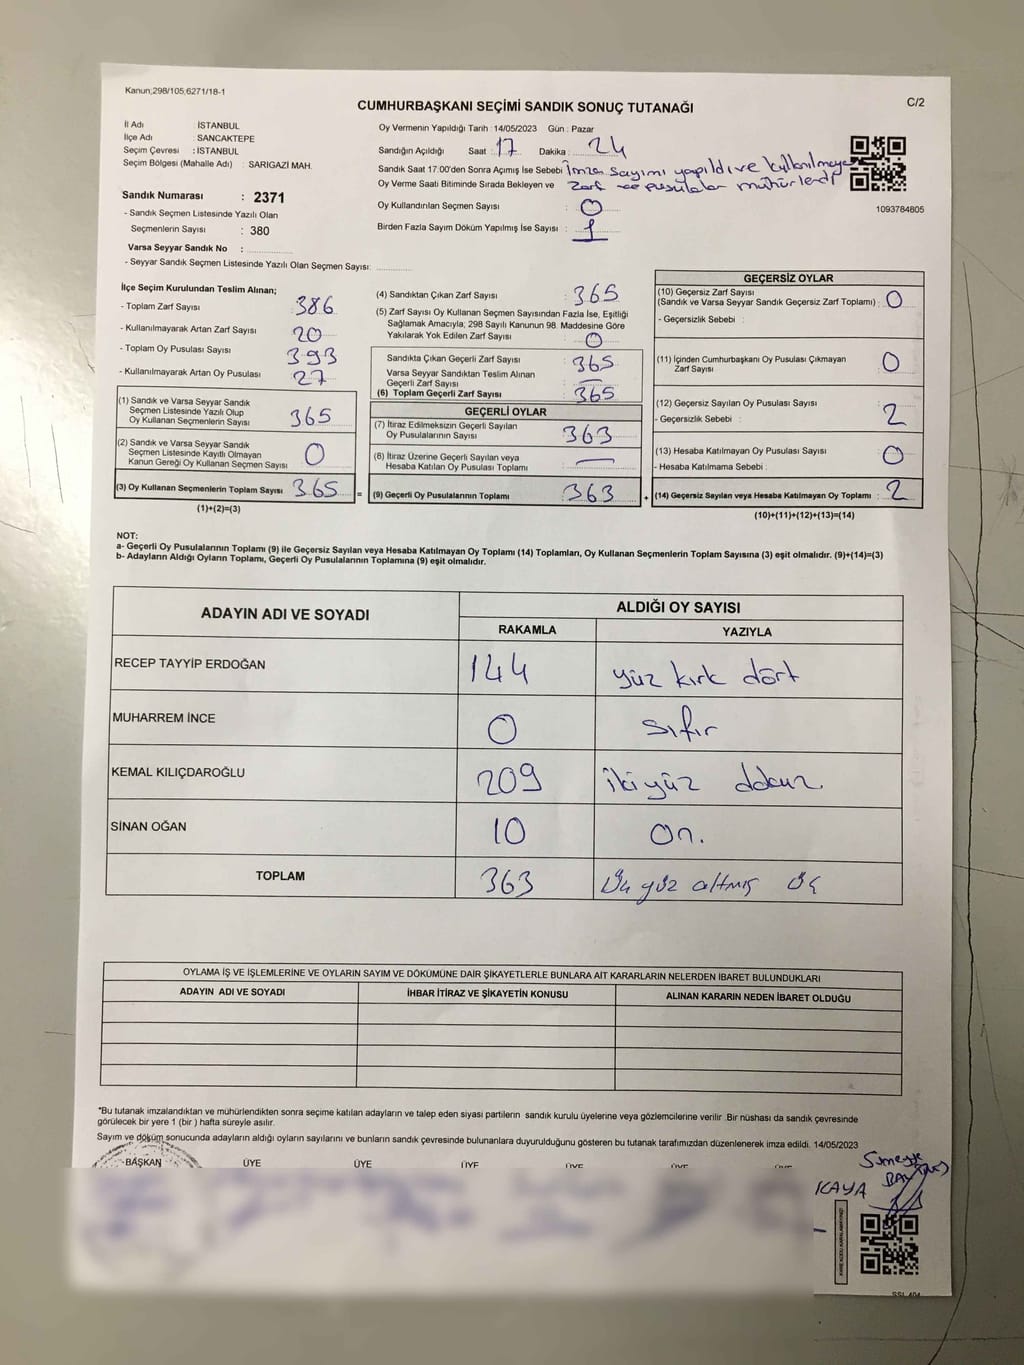 Kanun;298/105,6271/18-1
CUMHURBAŞKANI SEÇİMİ SANDIK SONUÇ TUTANAĞI
C/2
İl Adı : İSTANBUL
İlçe Adı : SANCAKTEPE
Seçim Çevresi : İSTANBUL
Seçim Bölgesi (Mahalle Adı) : SARIGAZİ MAH.
Sandık Numarası : 2371
- Sandık Seçmen Listesinde Yazılı Olan
Seçmenlerin Sayısı : 380
Varsa Seyyar Sandık No :
- Seyyar Sandık Seçmen Listesinde Yazılı Olan Seçmen Sayısı:
Oy Vermenin Yapıldığı Tarih :14/05/2023 Gün : Pazar
Sandığın Açıldığı Saat : 17 Dakika : 24
Sandık Saat 17:00'den Sonra Açımış İse Sebebi : İmza Sayımı yapıldı ve kullanılmayan
Oy Verme Saati Bitiminde Sırada Bekleyen ve Zarf ve pusulalar mühürlendi
Oy Kullandırılan Seçmen Sayısı : 0
Birden Fazla Sayım Döküm Yapılmış İse Sayısı : 1
1093784805
İlçe Seçim Kurulundan Teslim Alınan;
- Toplam Zarf Sayısı : 386
- Kullanılmayarak Artan Zarf Sayısı : 20
- Toplam Oy Pusulası Sayısı : 393
- Kullanılmayarak Artan Oy Pusulası : 27
(1) Sandık ve Varsa Seyyar Sandık
Seçmen Listesinde Yazılı Olup
Oy Kullanan Seçmenlerin Sayısı : 365
(2) Sandık ve Varsa Seyyar Sandık
Seçmen Listesinde Kayıtlı Olmayan
Kanun Gereği Oy Kullanan Seçmen Sayısı : 0
(3) Oy Kullanan Seçmenlerin Toplam Sayısı : 365
(1)+(2)=(3)
(4) Sandıktan Çıkan Zarf Sayısı : 365
(5) Zarf Sayısı Oy Kullanan Seçmen Sayısından Fazla İse, Eşitliği
Sağlamak Amacıyla; 298 Sayılı Kanunun 98. Maddesine Göre
Yakılarak Yok Edilen Zarf Sayısı : 0
Sandıkta Çıkan Geçerli Zarf Sayısı : 365
Varsa Seyyar Sandıktan Teslim Alınan
Geçerli Zarf Sayısı : —
(6) Toplam Geçerli Zarf Sayısı : 365
GEÇERLİ OYLAR
(7) İtiraz Edilmeksizin Geçerli Sayılan
Oy Pusulalarının Sayısı : 363
(8) İtiraz Üzerine Geçerli Sayılan veya
Hesaba Katılan Oy Pusulası Toplamı : —
= (9) Geçerli Oy Pusulalarının Toplamı : 363
GEÇERSİZ OYLAR
(10) Geçersiz Zarf Sayısı
(Sandık ve Varsa Seyyar Sandık Geçersiz Zarf Toplamı) : 0
- Geçersizlik Sebebi :
(11) İçinden Cumhurbaşkanı Oy Pusulası Çıkmayan
Zarf Sayısı : 0
(12) Geçersiz Sayılan Oy Pusulası Sayısı : 2
- Geçersizlik Sebebi :
(13) Hesaba Katılmayan Oy Pusulası Sayısı : 0
- Hesaba Katılmama Sebebi :
+ (14) Geçersiz Sayılan veya Hesaba Katılmayan Oy Toplamı : 2
(10)+(11)+(12)+(13)=(14)
NOT:
a- Geçerli Oy Pusulalarının Toplamı (9) ile Geçersiz Sayılan veya Hesaba Katılmayan Oy Toplamı (14) Toplamları, Oy Kullanan Seçmenlerin Toplam Sayısına (3) eşit olmalıdır. (9)+(14)=(3)
b- Adayların Aldığı Oyların Toplamı, Geçerli Oy Pusulalarının Toplamına (9) eşit olmalıdır.
ADAYIN ADI VE SOYADI
ALDIĞI OY SAYISI
RAKAMLA YAZIYLA
RECEP TAYYİP ERDOĞAN 144 yüz kırk dört
MUHARREM İNCE 0 sıfır
KEMAL KILIÇDAROĞLU 209 iki yüz dokuz
SİNAN OĞAN 10 On.
TOPLAM 363 Üç yüz altmış üç
OYLAMA İŞ VE İŞLEMLERİNE VE OYLARIN SAYIM VE DÖKÜMÜNE DAİR ŞİKAYETLERLE BUNLARA AİT KARARLARIN NELERDEN İBARET BULUNDUKLARI
ADAYIN ADI VE SOYADI İHBAR İTİRAZ VE ŞİKAYETİN KONUSU ALINAN KARARIN NEDEN İBARET OLDUĞU
*Bu tutanak imzalandıktan ve mühürlendikten sonra seçime katılan adayların ve talep eden siyasi partilerin sandık kurulu üyelerine veya gözlemcilerine verilir .Bir nüshası da sandık çevresinde
görülecek bir yere 1 (bir ) hafta süreyle asılır.
Sayım ve döküm sonucunda adayların aldığı oyların sayılarını ve bunların sandık çevresinde bulunanlara duyurulduğunu gösteren bu tutanak tarafımızdan düzenlenerek imza edildi. 14/05/2023
BAŞKAN ÜYE ÜYE ÜYE ÜYE ÜYE
KAYA